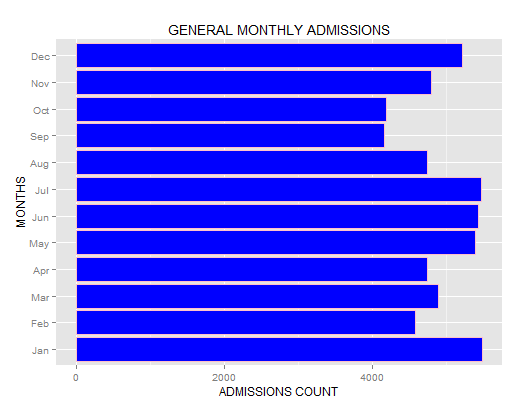 GENERAL MONTHLY ADMISSIONS
MONTHS
Dec
Nov
Oct
Sep
Aug
Jul
Jun
May
Apr
Mar
Feb
Jan
0 2000 4000
ADMISSIONS COUNT